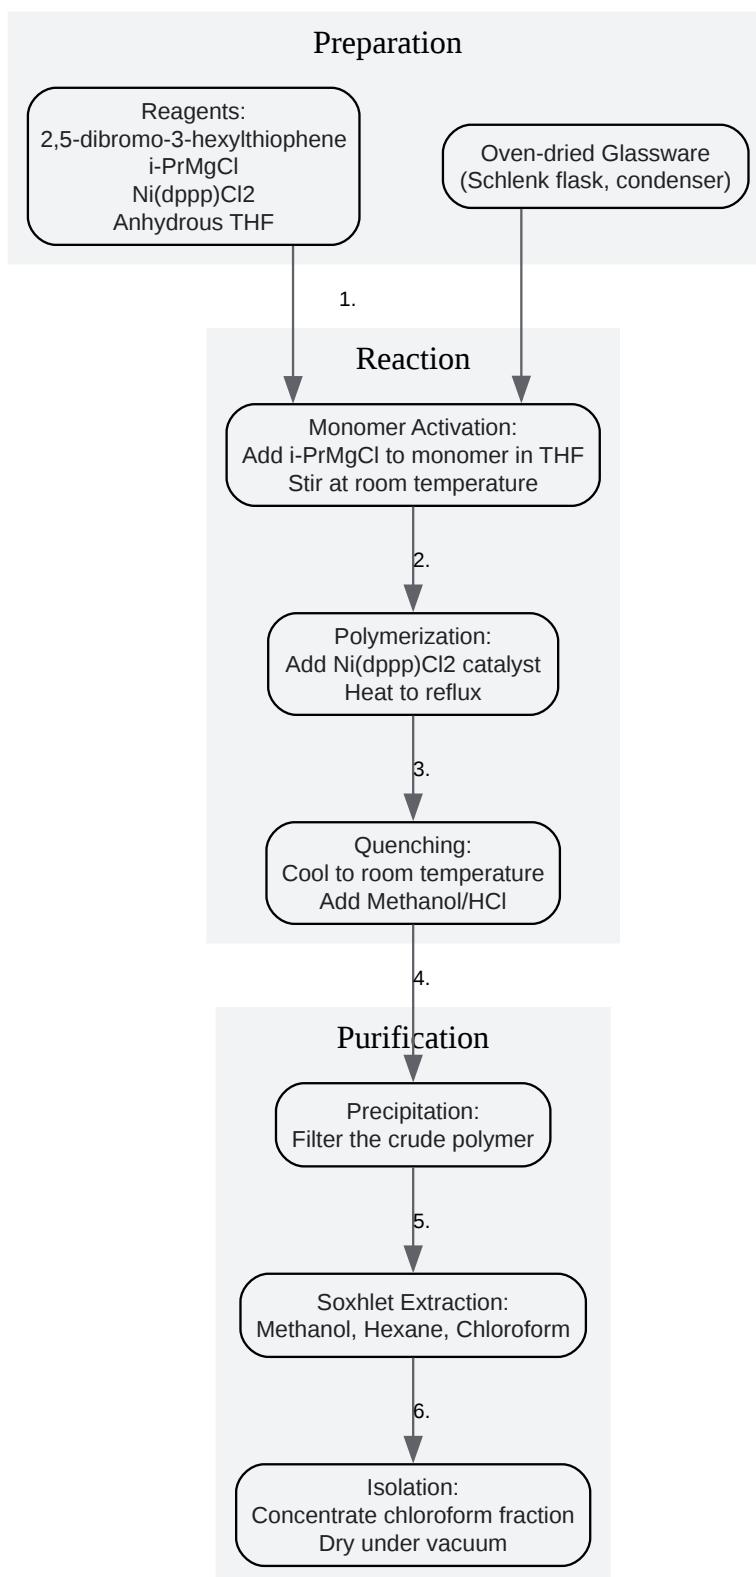 Preparation
Reagents:
2,5-dibromo-3-hexylthiophene
i-PrMgCl
Ni(dppp)Cl2
Anhydrous THF
Oven-dried Glassware
(Schlenk flask, condenser)
1.
Reaction
Monomer Activation:
Add i-PrMgCl to monomer in THF
Stir at room temperature
2.
Polymerization:
Add Ni(dppp)Cl2 catalyst
Heat to reflux
3.
Quenching:
Cool to room temperature
Add Methanol/HCl
4.
Purification
Precipitation:
Filter the crude polymer
5.
Soxhlet Extraction:
Methanol, Hexane, Chloroform
6.
Isolation:
Concentrate chloroform fraction
Dry under vacuum